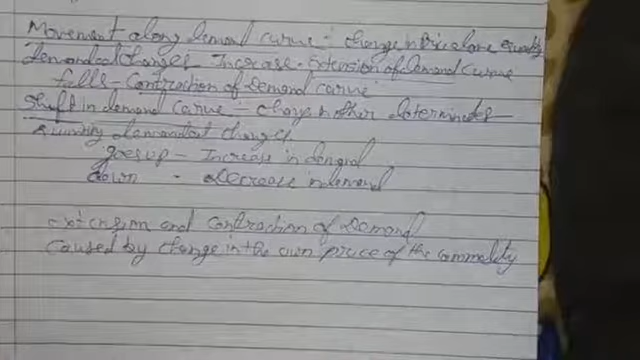 Movement along demand curve :- change in Price alone quantity
demanded changes Increase - Extension of Demand curve
falls - Contraction of Demand curve
Shift in demand curve :- change in other determinates -
quantity demanded changes
goes up - Increase in demand
down - Decrease in demand
extension and contraction of Demand
caused by change in the own price of the commodity